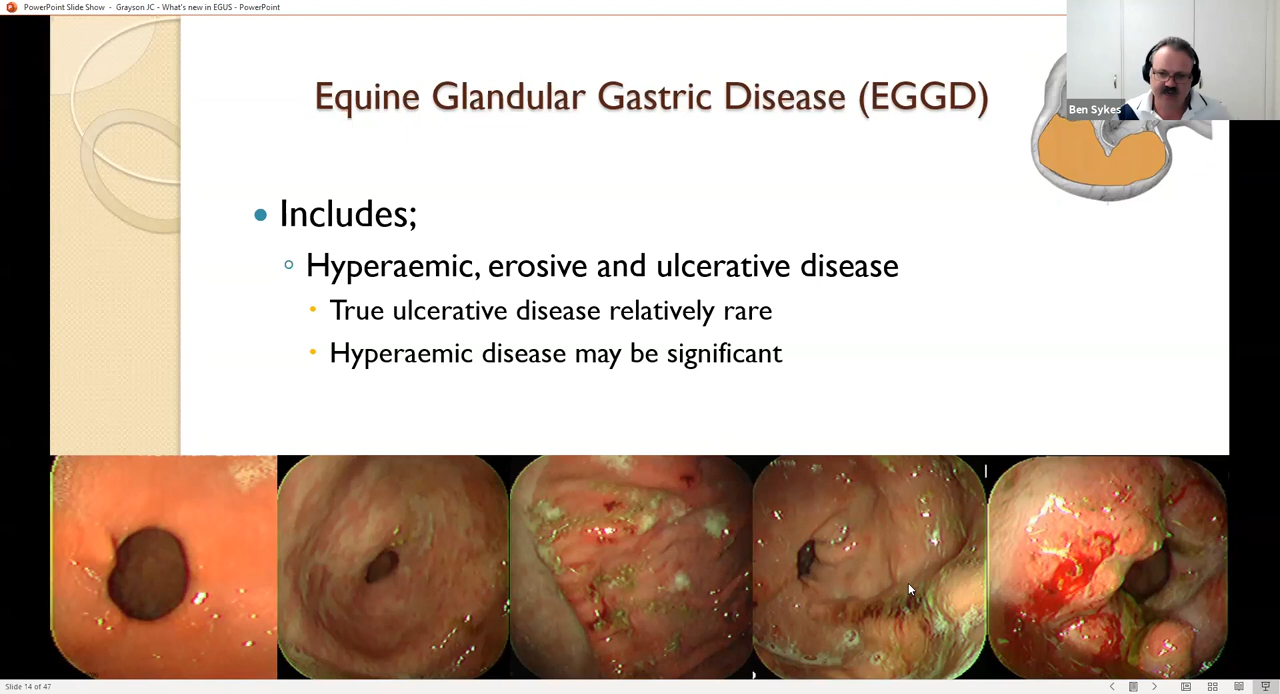 PowerPoint Slide Show - Grayson JC - What's new in EGUS - PowerPoint
Equine Glandular Gastric Disease (EGGD)
Ben Sykes
Includes;
Hyperaemic, erosive and ulcerative disease
True ulcerative disease relatively rare
Hyperaemic disease may be significant
Slide 14 of 47